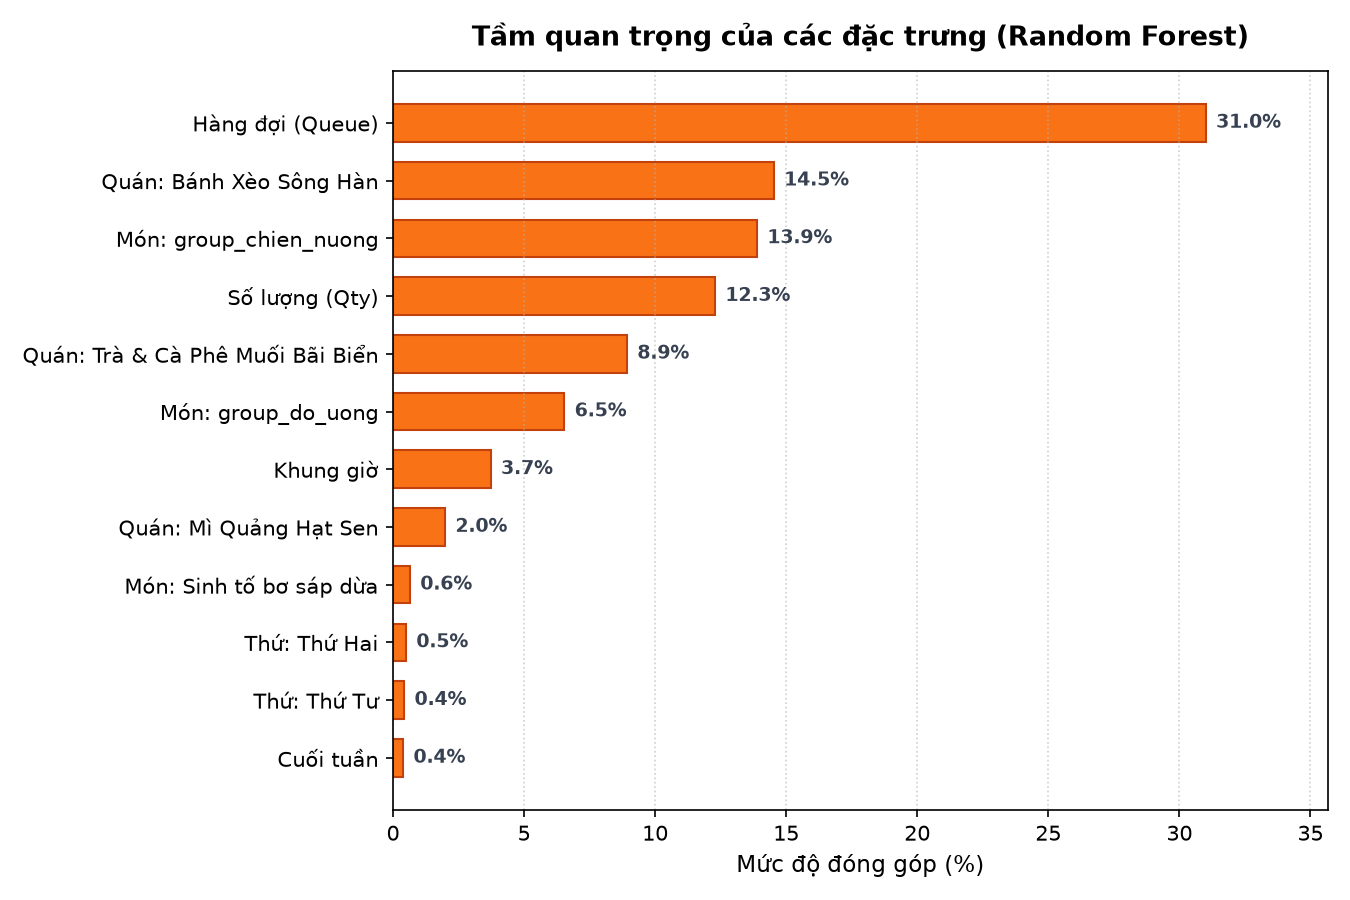 Tầm quan trọng của các đặc trưng (Random Forest)
Hàng đợi (Queue) 31.0%
Quán: Bánh Xèo Sông Hàn 14.5%
Món: group_chien_nuong 13.9%
Số lượng (Qty) 12.3%
Quán: Trà & Cà Phê Muối Bãi Biển 8.9%
Món: group_do_uong 6.5%
Khung giờ 3.7%
Quán: Mì Quảng Hạt Sen 2.0%
Món: Sinh tố bơ sáp dừa 0.6%
Thứ: Thứ Hai 0.5%
Thứ: Thứ Tư 0.4%
Cuối tuần 0.4%
0 5 10 15 20 25 30 35
Mức độ đóng góp (%)